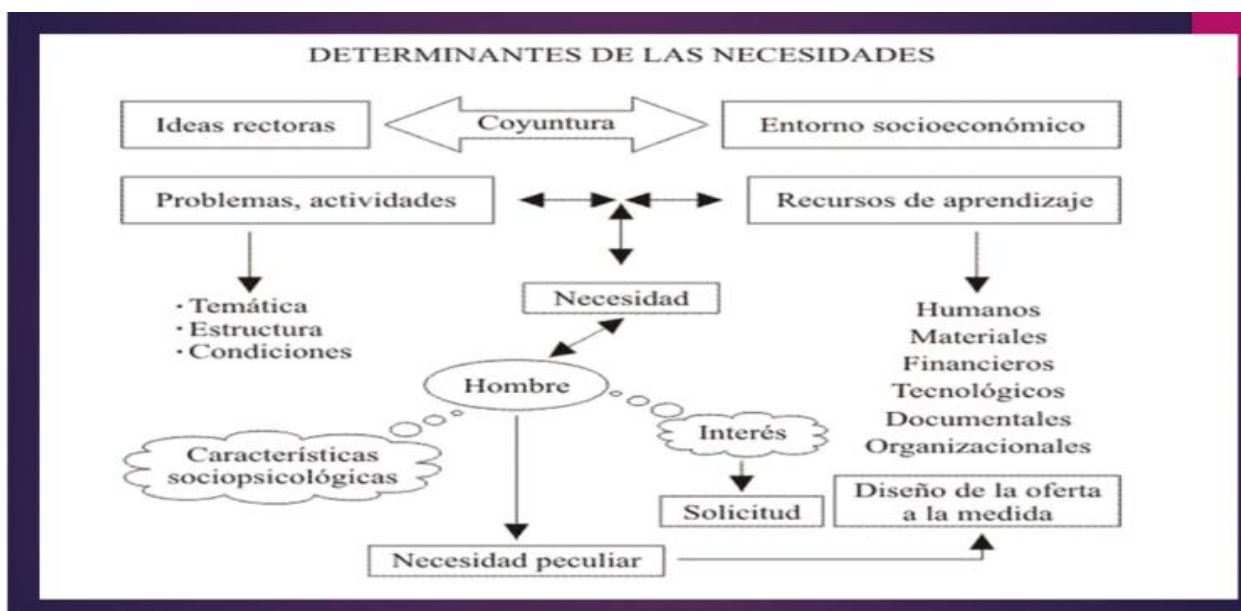 DETERMINANTES DE LAS NECESIDADES
Ideas rectoras
Coyuntura
Entorno socioeconómico
Problemas, actividades
Recursos de aprendizaje
· Temática
· Estructura
· Condiciones
Necesidad
Humanos
Materiales
Financieros
Tecnológicos
Documentales
Organizacionales
Hombre
Características
sociopsicológicas
Interés
Solicitud
Diseño de la oferta
a la medida
Necesidad peculiar